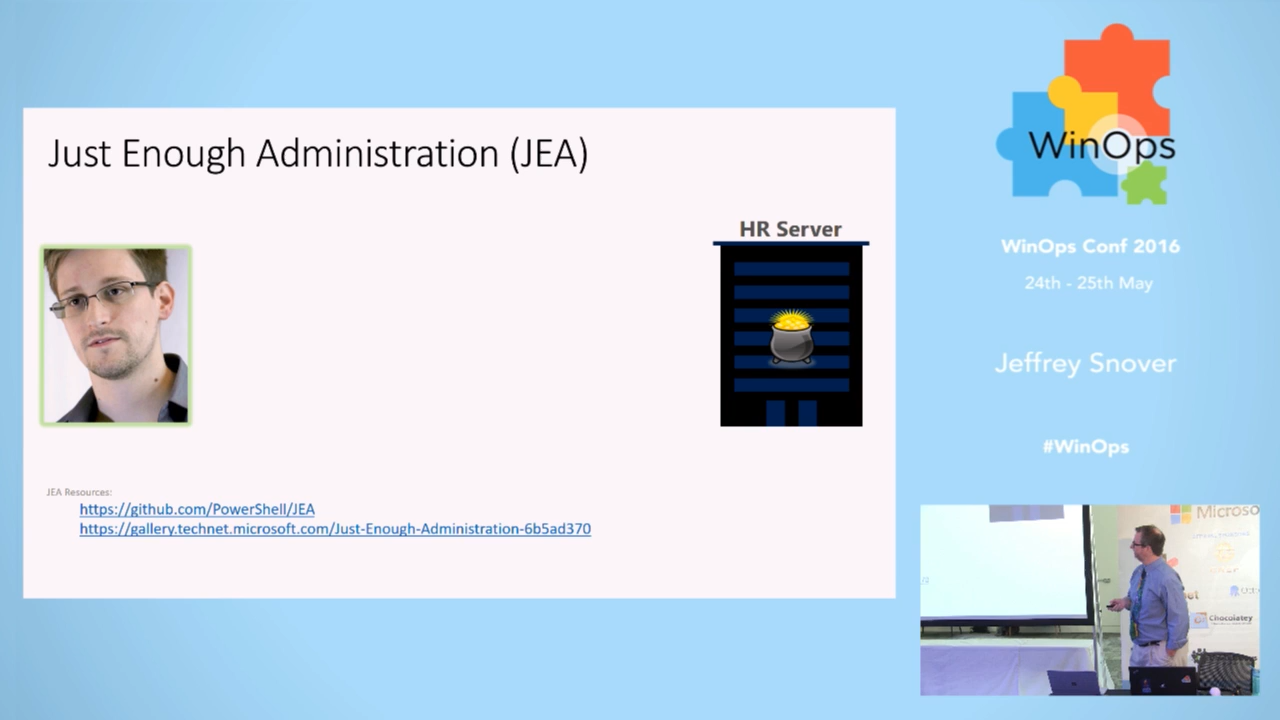 Just Enough Administration (JEA)
HR Server
JEA Resources:
https://github.com/PowerShell/JEA
https://gallery.technet.microsoft.com/Just-Enough-Administration-6b5ad370
WinOps
WinOps Conf 2016
24th - 25th May
Jeffrey Snover
#WinOps
Microso
Chocolatey